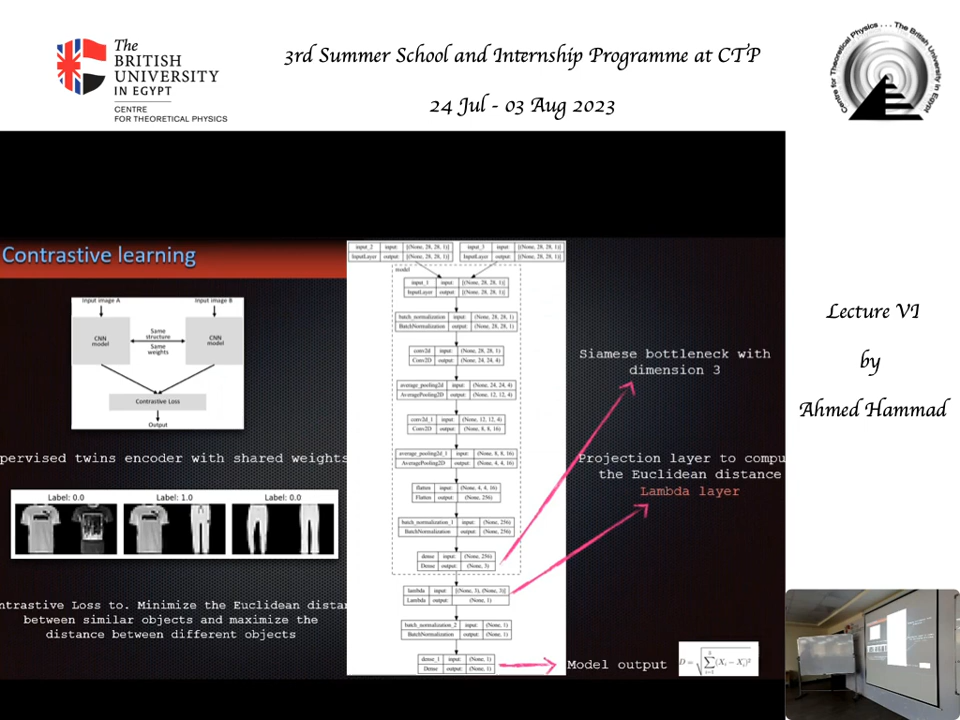 The
BRITISH
UNIVERSITY
IN EGYPT
CENTRE
FOR THEORETICAL PHYSICS
3rd Summer School and Internship Programme at CTP
24 Jul - 03 Aug 2023
Centre for Theoretical Physics . . . The British University in Egypt
Contrastive learning
Input image A
Input image B
CNN
model
Same
structure
Same
weights
CNN
model
Contrastive Loss
Output
pervised twins encoder with shared weights
Label: 0.0
Label: 1.0
Label: 0.0
ntrastive Loss to. Minimize the Euclidean distan
between similar objects and maximize the
distance between different objects
input_2 input: [(None, 28, 28, 1)]
InputLayer output: [(None, 28, 28, 1)]
input_3 input: [(None, 28, 28, 1)]
InputLayer output: [(None, 28, 28, 1)]
model
input_1 input: [(None, 28, 28, 1)]
InputLayer output: [(None, 28, 28, 1)]
batch_normalization input: (None, 28, 28, 1)
BatchNormalization output: (None, 28, 28, 1)
conv2d input: (None, 28, 28, 1)
Conv2D output: (None, 24, 24, 4)
average_pooling2d input: (None, 24, 24, 4)
AveragePooling2D output: (None, 12, 12, 4)
conv2d_1 input: (None, 12, 12, 4)
Conv2D output: (None, 8, 8, 16)
average_pooling2d_1 input: (None, 8, 8, 16)
AveragePooling2D output: (None, 4, 4, 16)
flatten input: (None, 4, 4, 16)
Flatten output: (None, 256)
batch_normalization_1 input: (None, 256)
BatchNormalization output: (None, 256)
dense input: (None, 256)
Dense output: (None, 3)
lambda input: [(None, 3), (None, 3)]
Lambda output: (None, 1)
batch_normalization_2 input: (None, 1)
BatchNormalization output: (None, 1)
dense_1 input: (None, 1)
Dense output: (None, 1)
Siamese bottleneck with
dimension 3
Projection layer to compu
the Euclidean distance
Lambda layer
Model output
Lecture VI
by
Ahmed Hammad